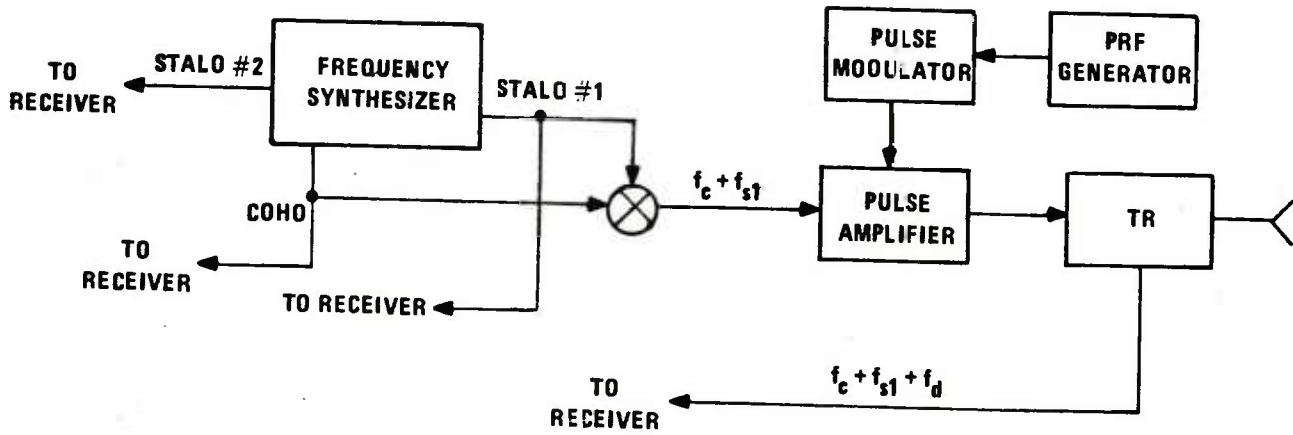 TO
RECEIVER
STALO #2
FREQUENCY
SYNTHESIZER
STALO #1
PULSE
MODULATOR
PRF
GENERATOR
COHO
TO
RECEIVER
TO RECEIVER
f_c + f_s1
PULSE
AMPLIFIER
TR
f_c + f_s1 + f_d
TO
RECEIVER